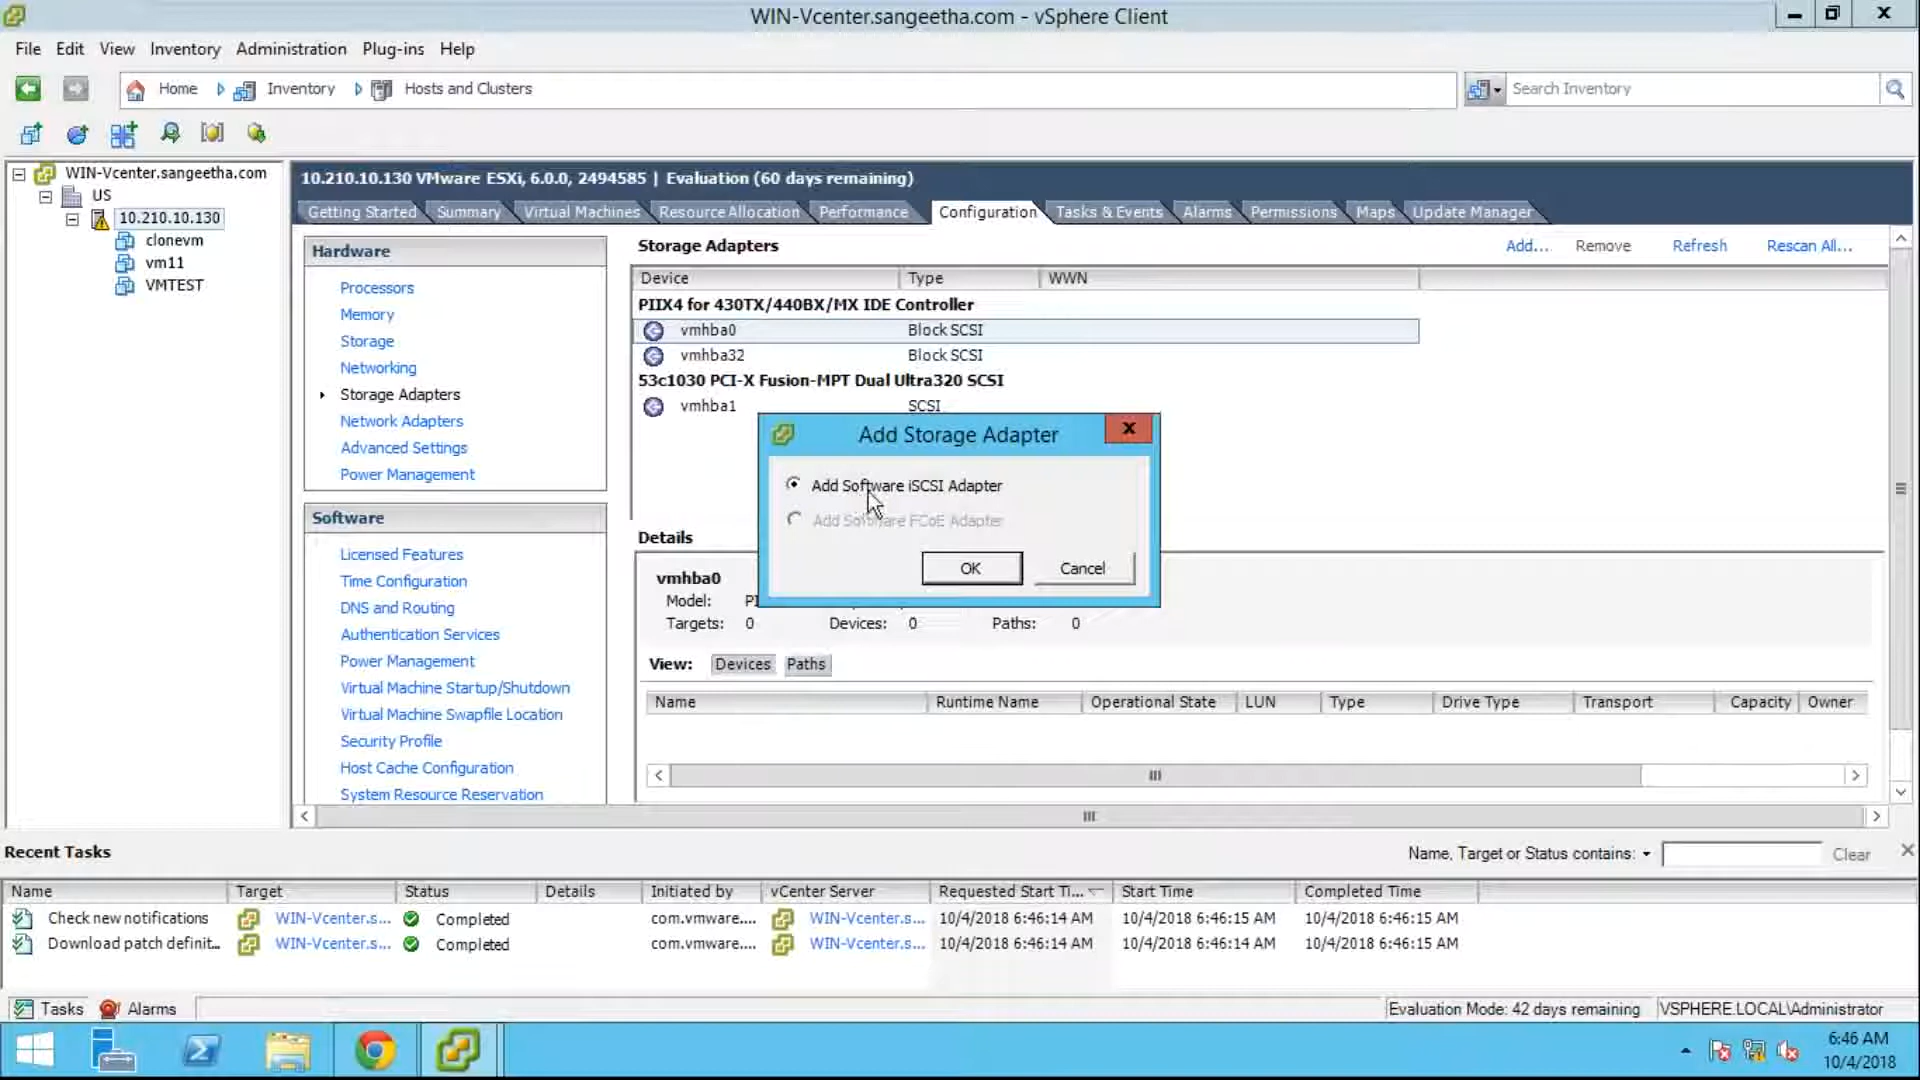 WIN-Vcenter.sangeetha.com - vSphere Client
File Edit View Inventory Administration Plug-ins Help
Home Inventory Hosts and Clusters
Search Inventory
WIN-Vcenter.sangeetha.com
US
10.210.10.130
clonevm
vm11
VMTEST
10.210.10.130 VMware ESXi, 6.0.0, 2494585 | Evaluation (60 days remaining)
Getting Started Summary Virtual Machines Resource Allocation Performance Configuration Tasks & Events Alarms Permissions Maps Update Manager
Hardware
Processors
Memory
Storage
Networking
Storage Adapters
Network Adapters
Advanced Settings
Power Management
Software
Licensed Features
Time Configuration
DNS and Routing
Authentication Services
Power Management
Virtual Machine Startup/Shutdown
Virtual Machine Swapfile Location
Security Profile
Host Cache Configuration
System Resource Reservation
Storage Adapters
Add... Remove Refresh Rescan All...
Device Type WWN
PIIX4 for 430TX/440BX/MX IDE Controller
vmhba0 Block SCSI
vmhba32 Block SCSI
53c1030 PCI-X Fusion-MPT Dual Ultra320 SCSI
vmhba1 SCSI
Add Storage Adapter
Add Software iSCSI Adapter
Add Software FCoE Adapter
OK Cancel
Details
vmhba0
Model:
Targets: 0 Devices: 0 Paths: 0
View: Devices Paths
Name Runtime Name Operational State LUN Type Drive Type Transport Capacity Owner
Recent Tasks
Name, Target or Status contains: Clear
Name Target Status Details Initiated by vCenter Server Requested Start Ti... Start Time Completed Time
Check new notifications WIN-Vcenter.s... Completed com.vmware.... WIN-Vcenter.s... 10/4/2018 6:46:14 AM 10/4/2018 6:46:15 AM 10/4/2018 6:46:15 AM
Download patch definit... WIN-Vcenter.s... Completed com.vmware.... WIN-Vcenter.s... 10/4/2018 6:46:14 AM 10/4/2018 6:46:14 AM 10/4/2018 6:46:15 AM
Tasks Alarms
Evaluation Mode: 42 days remaining VSPHERE.LOCAL\Administrator
6:46 AM
10/4/2018